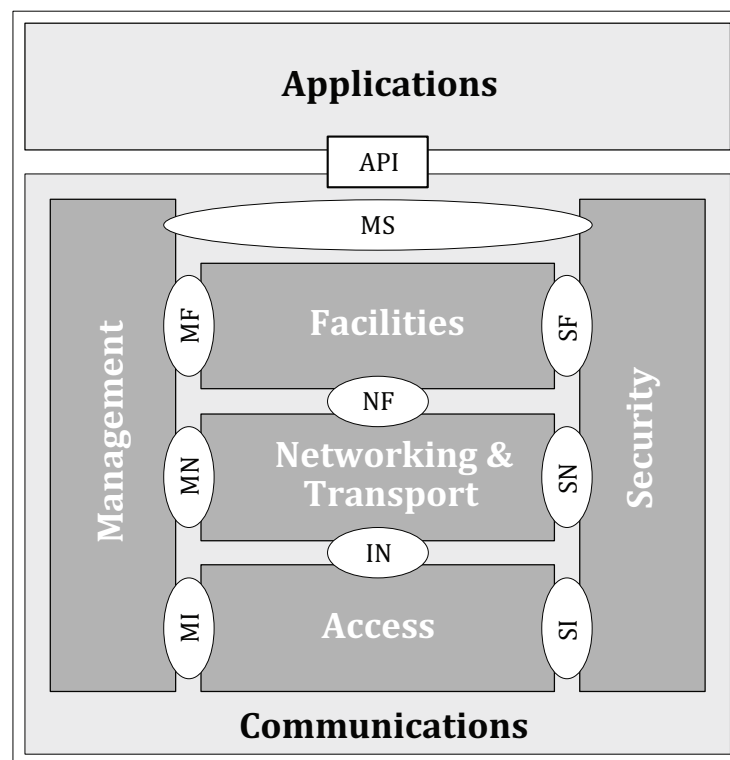 Applications
API
MS
Management
MF
Facilities
SF
Security
NF
MN
Networking &
Transport
SN
IN
MI
Access
SI
Communications